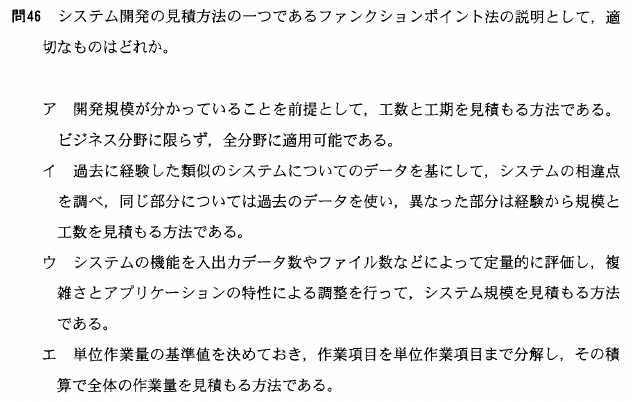 問46　システム開発の見積方法の一つであるファンクションポイント法の説明として，適
切なものはどれか。
ア　開発規模が分かっていることを前提として，工数と工期を見積もる方法である。
ビジネス分野に限らず，全分野に適用可能である。
イ　過去に経験した類似のシステムについてのデータを基にして，システムの相違点
を調べ，同じ部分については過去のデータを使い，異なった部分は経験から規模と
工数を見積もる方法である。
ウ　システムの機能を入出力データ数やファイル数などによって定量的に評価し，複
雑さとアプリケーションの特性による調整を行って，システム規模を見積もる方法
である。
エ　単位作業量の基準値を決めておき，作業項目を単位作業項目まで分解し，その積
算で全体の作業量を見積もる方法である。